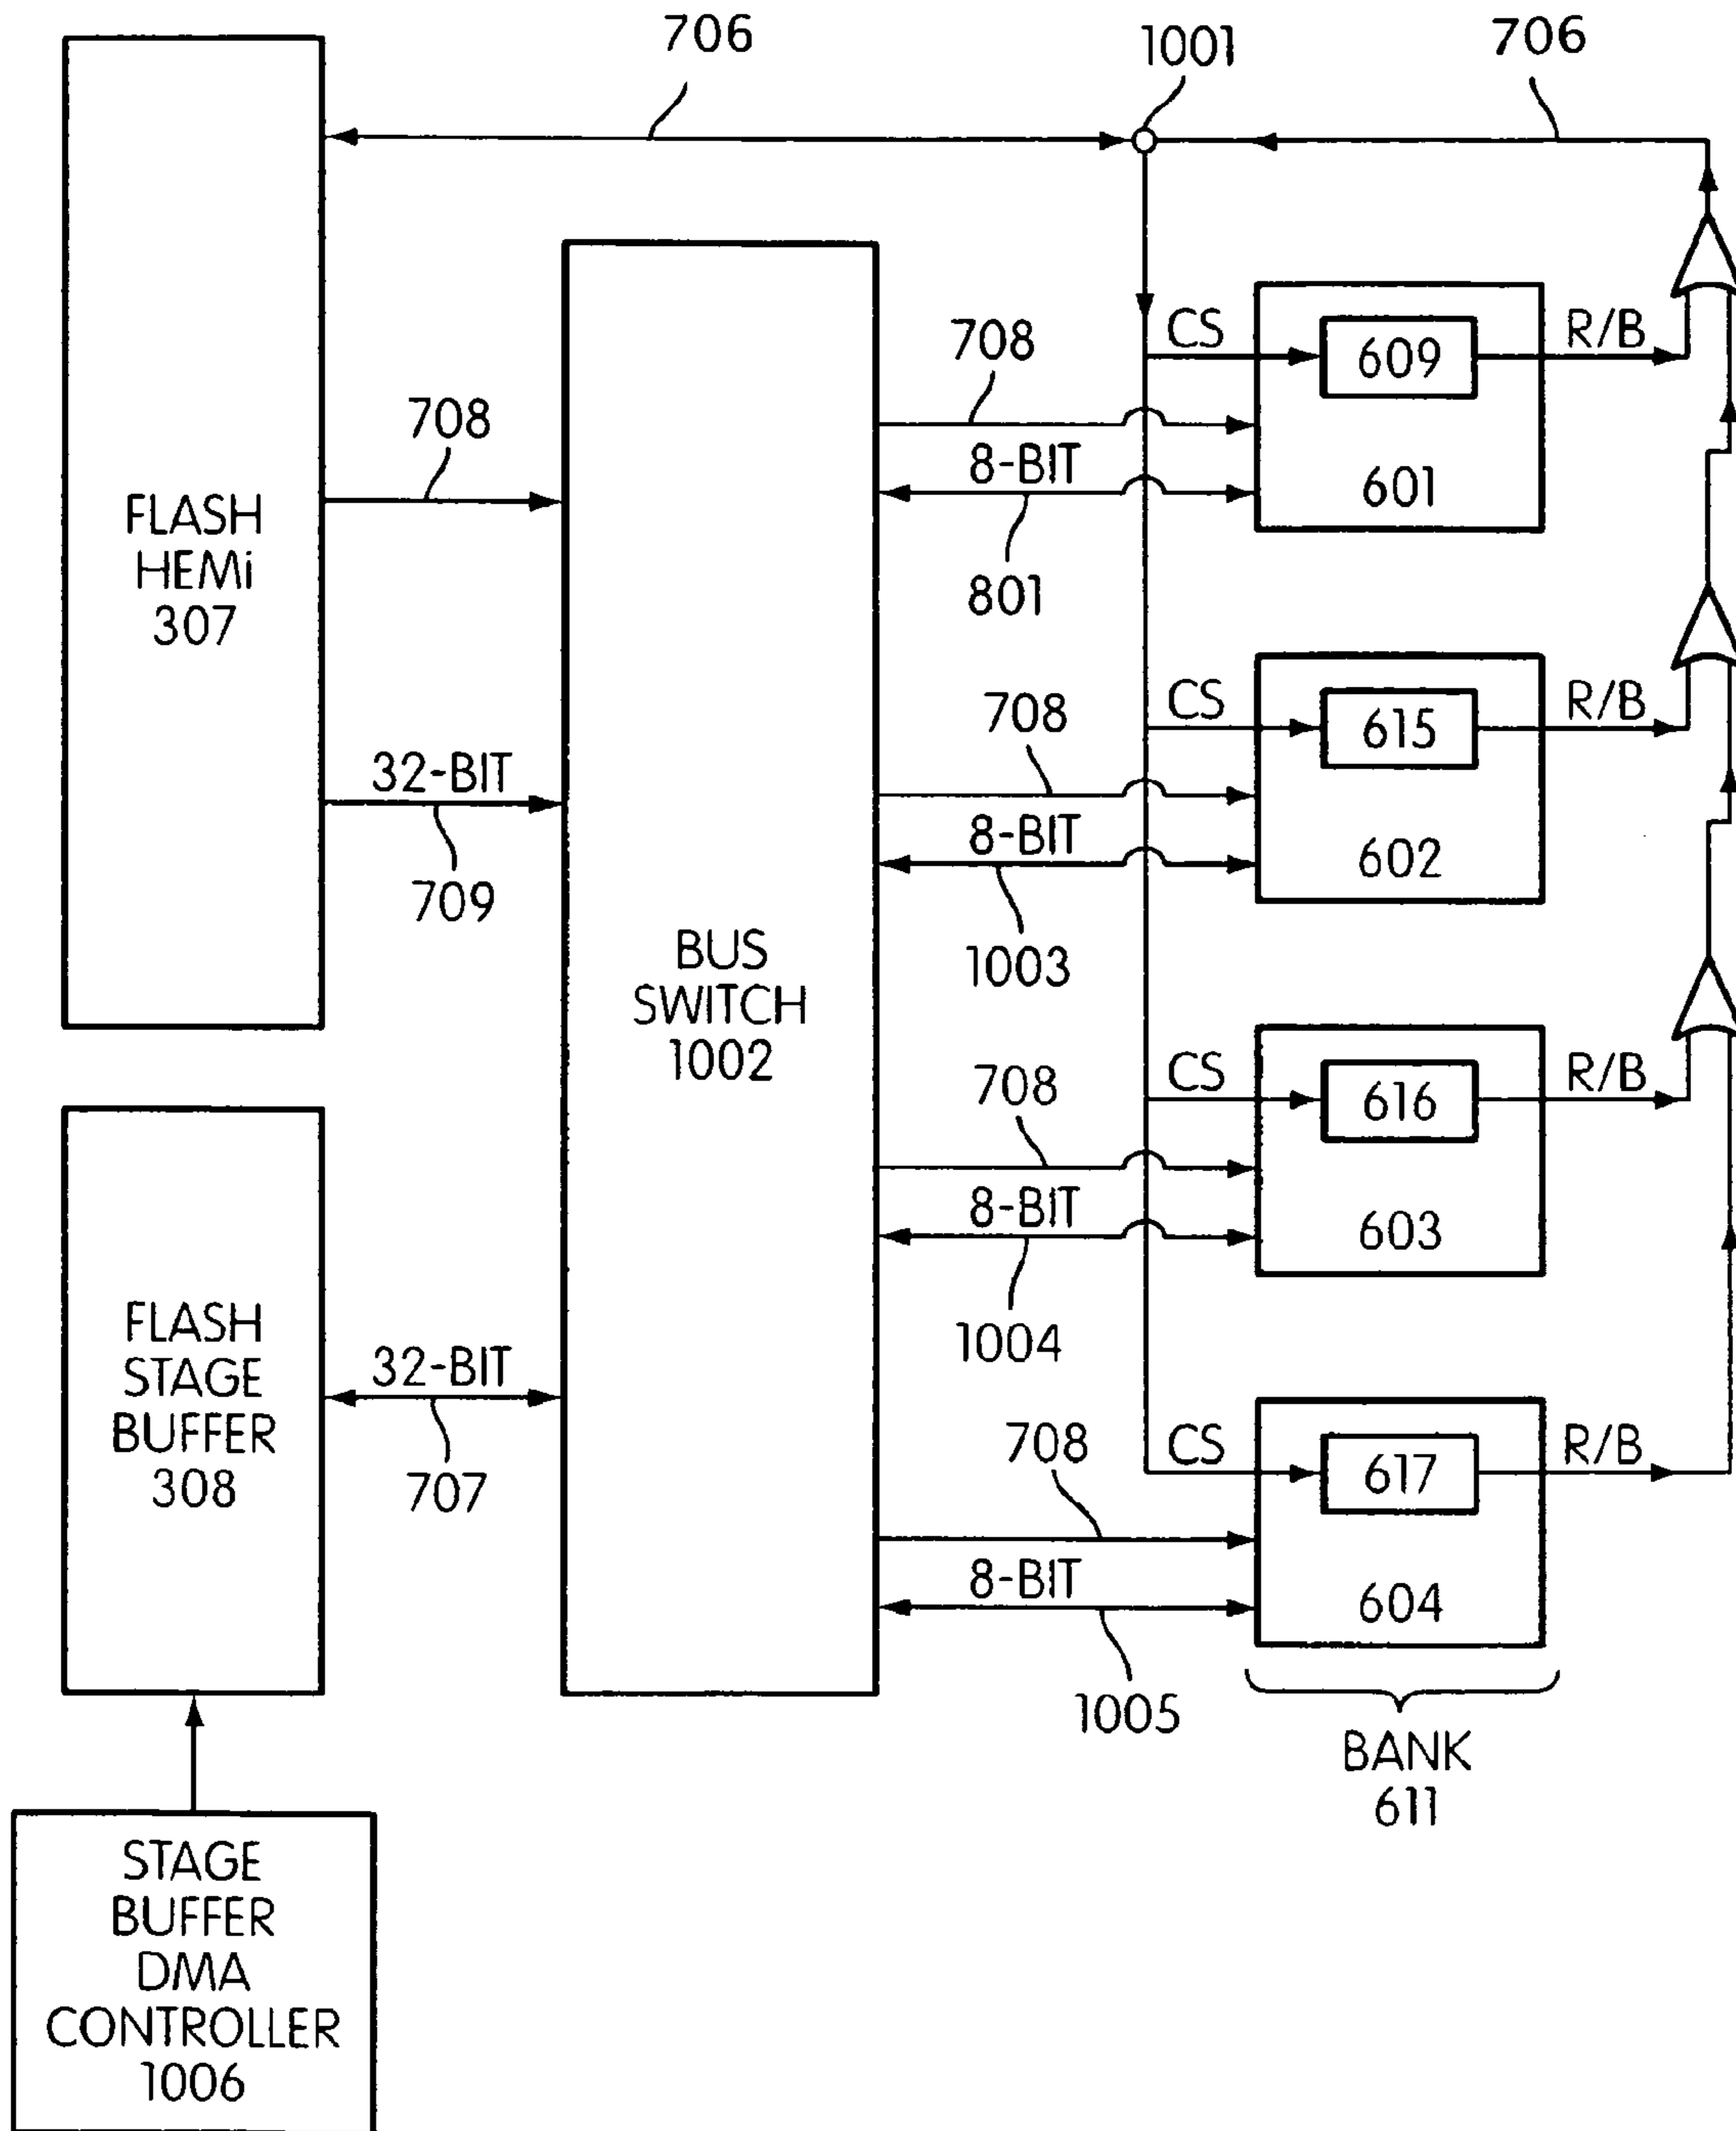 706
1001
706
FLASH
HEMi
307
708
32-BIT
709
BUS
SWITCH
1002
708
8-BIT
801
CS
609
R/B
601
708
8-BIT
1003
CS
615
R/B
602
708
8-BIT
1004
CS
616
R/B
603
708
8-BIT
1005
CS
617
R/B
604
FLASH
STAGE
BUFFER
308
32-BIT
707
BANK
611
STAGE
BUFFER
DMA
CONTROLLER
1006